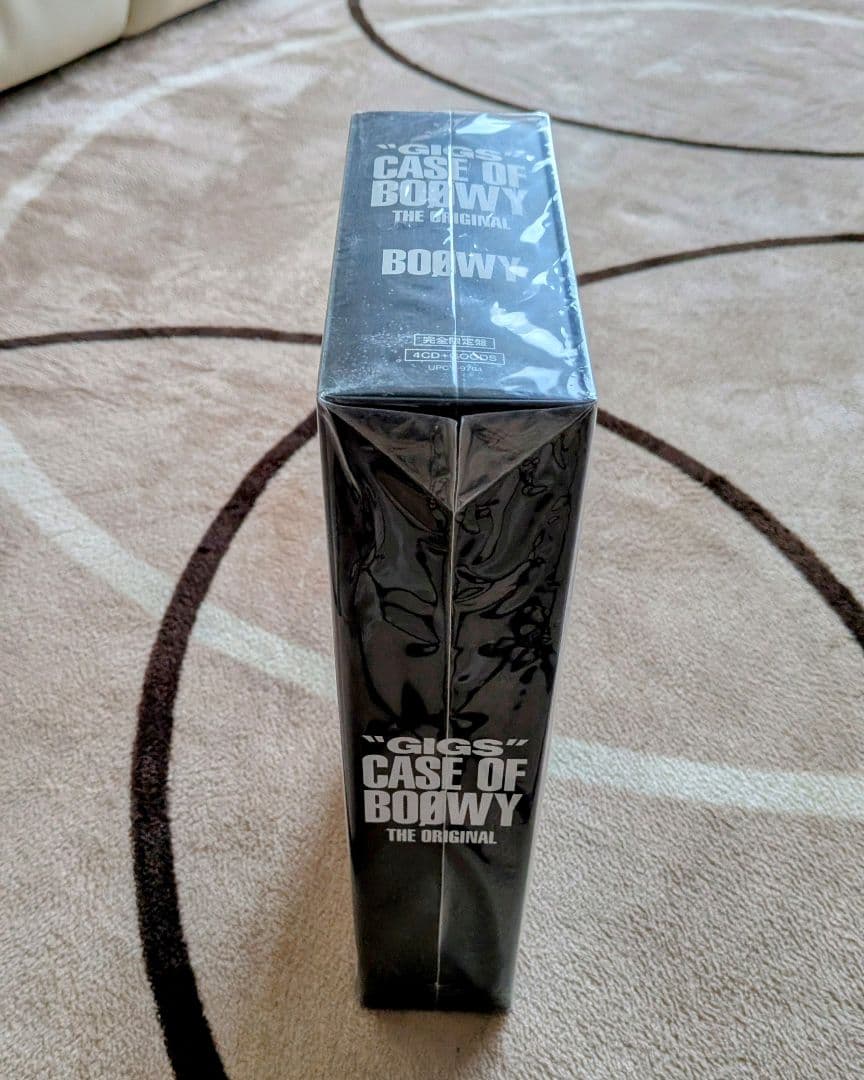 "GIGS"
CASE OF
BOØWY
THE ORIGINAL
BOØWY
完全限定盤
4CD+GOODS
"GIGS"
CASE OF
BOØWY
THE ORIGINAL